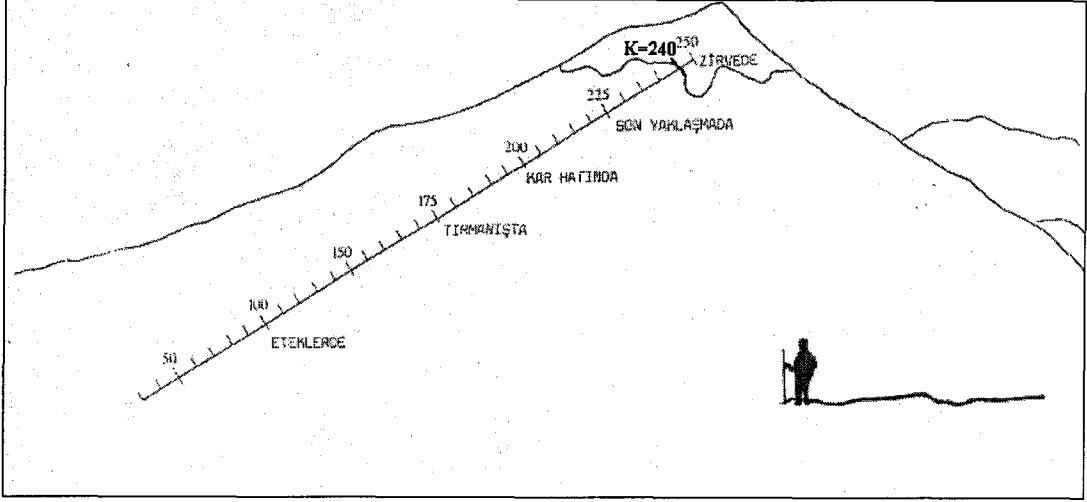 K=240
250
ZİRVEDE
225
SON YAKLAŞMADA
200
KAR HATINDA
175
TIRMANIŞTA
150
100
ETEKLERDE
50